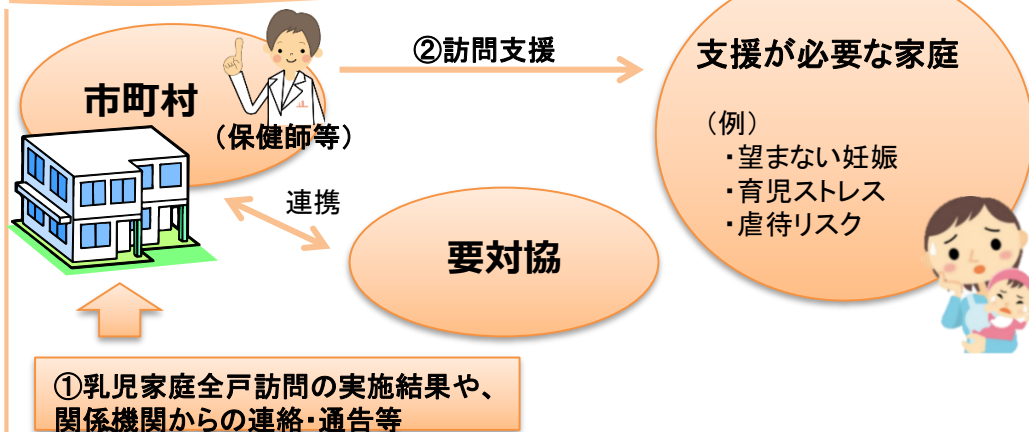 ②訪問支援
市町村
（保健師等）
支援が必要な家庭
（例）
・望まない妊娠
・育児ストレス
・虐待リスク
連携
要対協
①乳児家庭全戸訪問の実施結果や、
関係機関からの連絡・通告等